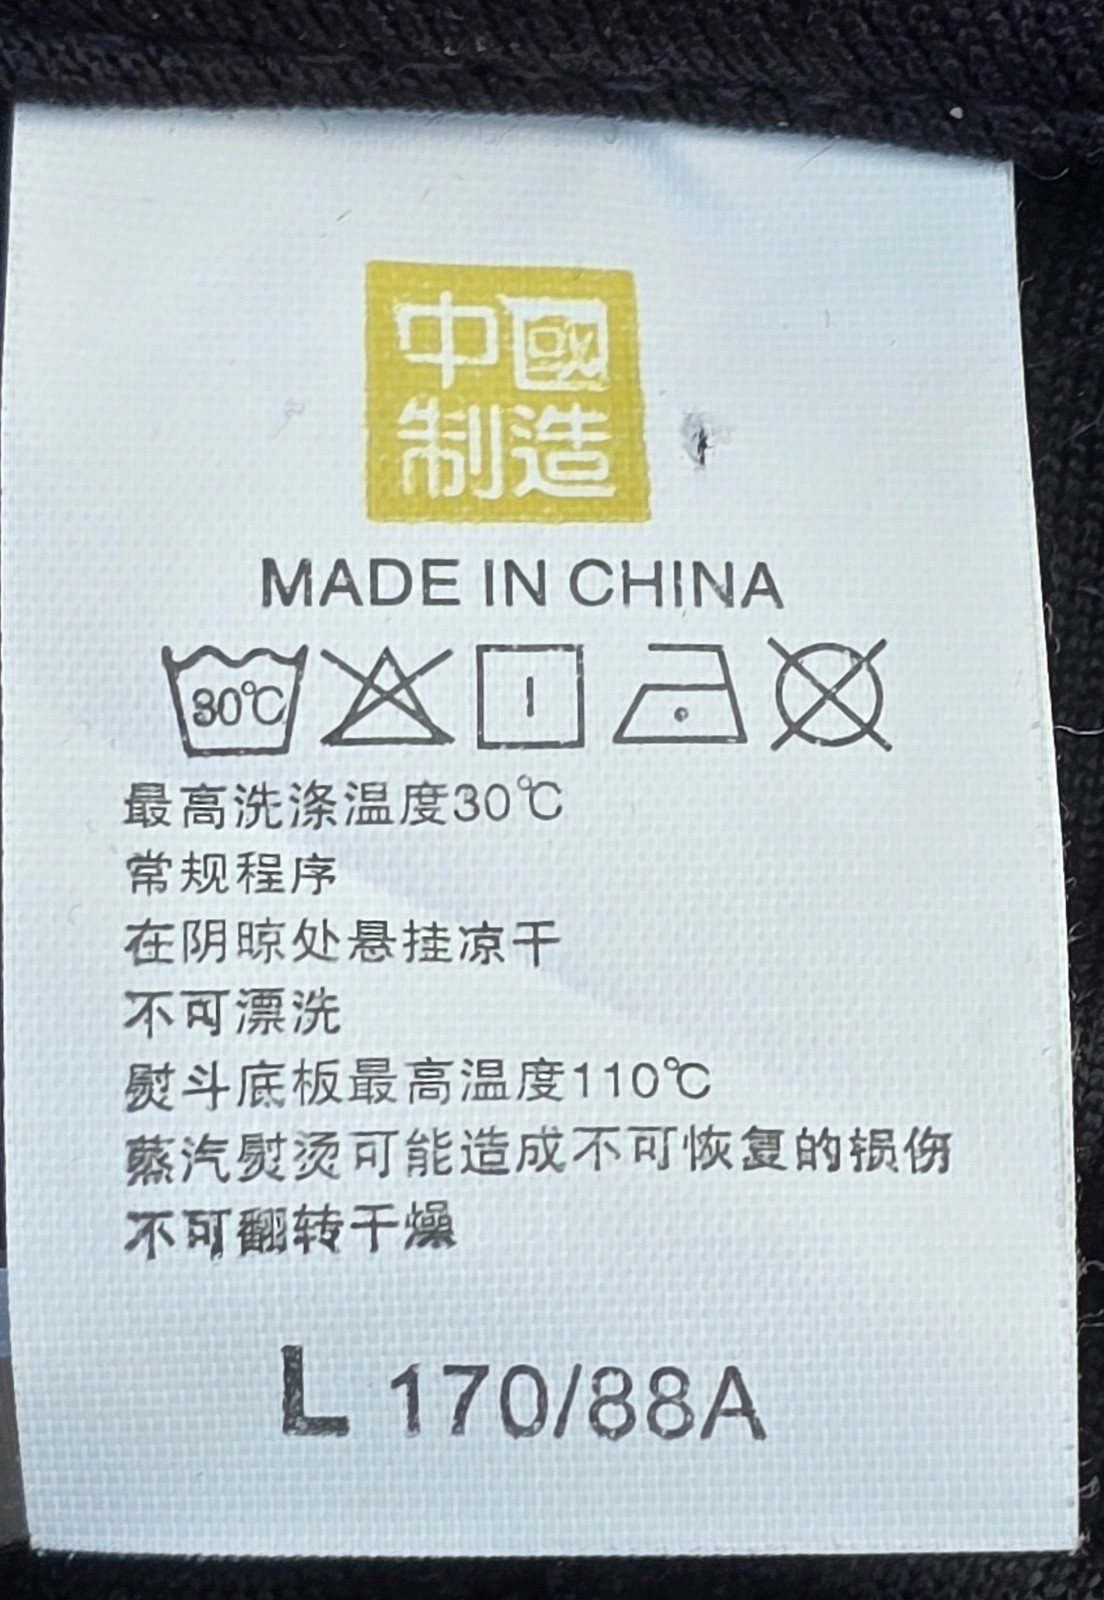 中國
制造
MADE IN CHINA
30℃
最高洗涤温度30℃
常规程序
在阴晾处悬挂凉干
不可漂洗
熨斗底板最高温度110℃
蒸汽熨烫可能造成不可恢复的损伤
不可翻转干燥
L 170/88A